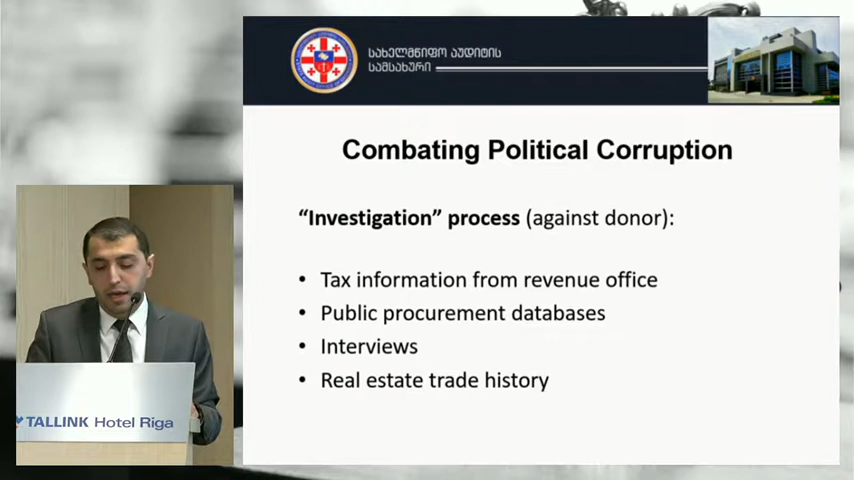 სახელმწიფო აუდიტის
სამსახური
Combating Political Corruption
“Investigation” process (against donor):
• Tax information from revenue office
• Public procurement databases
• Interviews
• Real estate trade history
TALLINK Hotel Riga